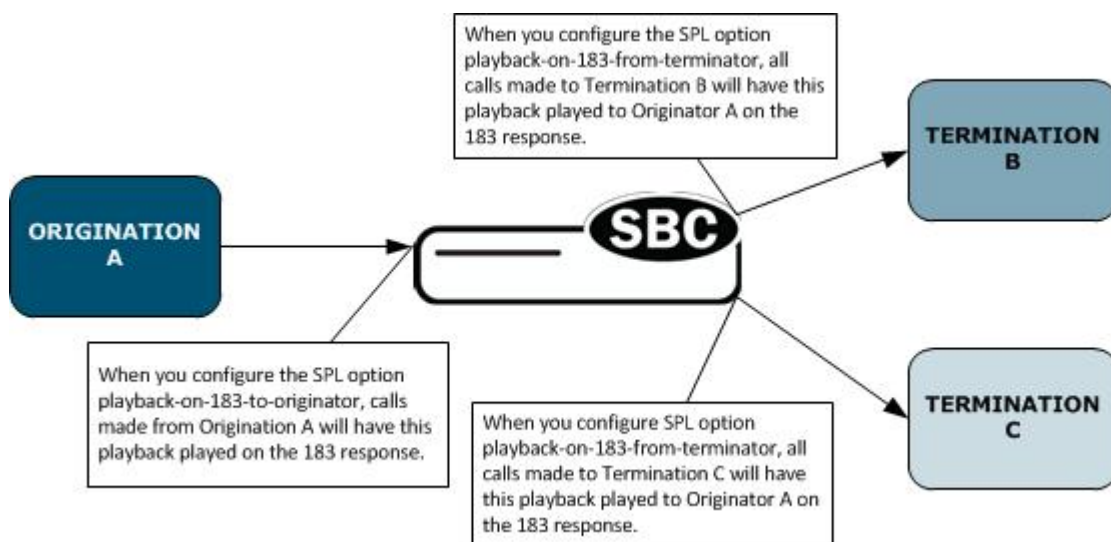 When you configure the SPL option
playback-on-183-from-terminator, all
calls made to Termination B will have this
playback played to Originator A on the
183 response.
TERMINATION
B
ORIGINATION
A
SBC
When you configure the SPL option
playback-on-183-to-originator, calls
made from Origination A will have this
playback played on the 183 response.
When you configure SPL option
playback-on-183-from-terminator, all
calls made to Termination C will have
this playback played to Originator A on
the 183 response.
TERMINATION
C